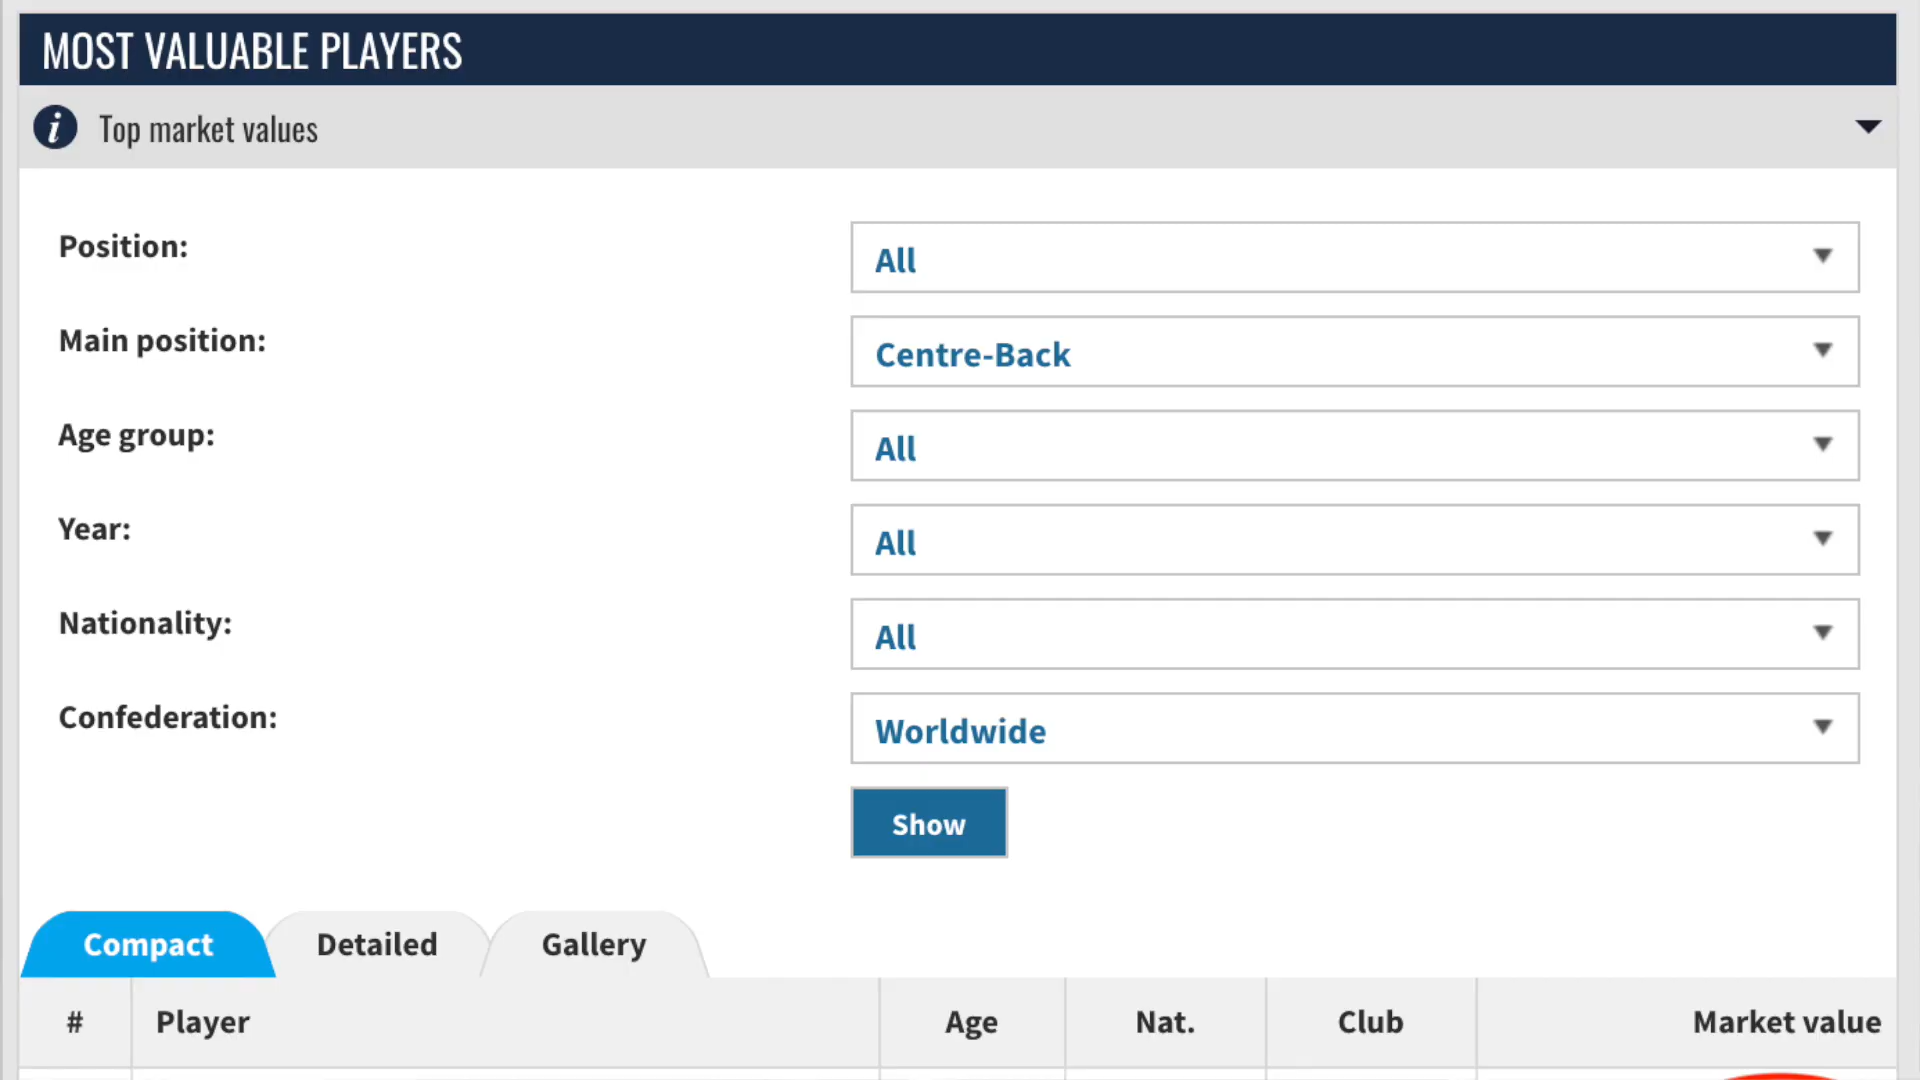 MOST VALUABLE PLAYERS
i Top market values
Position: All
Main position: Centre-Back
Age group: All
Year: All
Nationality: All
Confederation: Worldwide
Show
Compact Detailed Gallery
# Player Age Nat. Club Market value